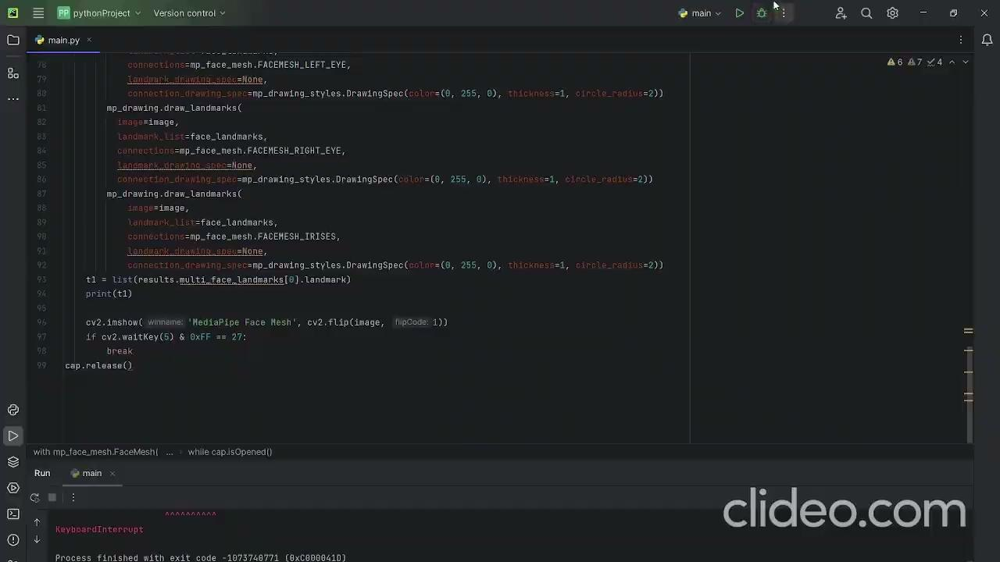 PP pythonProject Version control main
main.py
6 7 4
78 connections=mp_face_mesh.FACEMESH_LEFT_EYE,
79 landmark_drawing_spec=None,
80 connection_drawing_spec=mp_drawing_styles.DrawingSpec(color=(0, 255, 0), thickness=1, circle_radius=2))
81 mp_drawing.draw_landmarks(
82 image=image,
83 landmark_list=face_landmarks,
84 connections=mp_face_mesh.FACEMESH_RIGHT_EYE,
85 landmark_drawing_spec=None,
86 connection_drawing_spec=mp_drawing_styles.DrawingSpec(color=(0, 255, 0), thickness=1, circle_radius=2))
87 mp_drawing.draw_landmarks(
88 image=image,
89 landmark_list=face_landmarks,
90 connections=mp_face_mesh.FACEMESH_IRISES,
91 landmark_drawing_spec=None,
92 connection_drawing_spec=mp_drawing_styles.DrawingSpec(color=(0, 255, 0), thickness=1, circle_radius=2))
93 t1 = list(results.multi_face_landmarks[0].landmark)
94 print(t1)
95
96 cv2.imshow( winname: 'MediaPipe Face Mesh', cv2.flip(image, flipCode: 1))
97 if cv2.waitKey(5) & 0xFF == 27:
98 break
99 cap.release()
with mp_face_mesh.FaceMesh( ... › while cap.isOpened()
Run main
^^^^^^^^^^
KeyboardInterrupt
Process finished with exit code -1073740771 (0xC000041D)
clideo.com